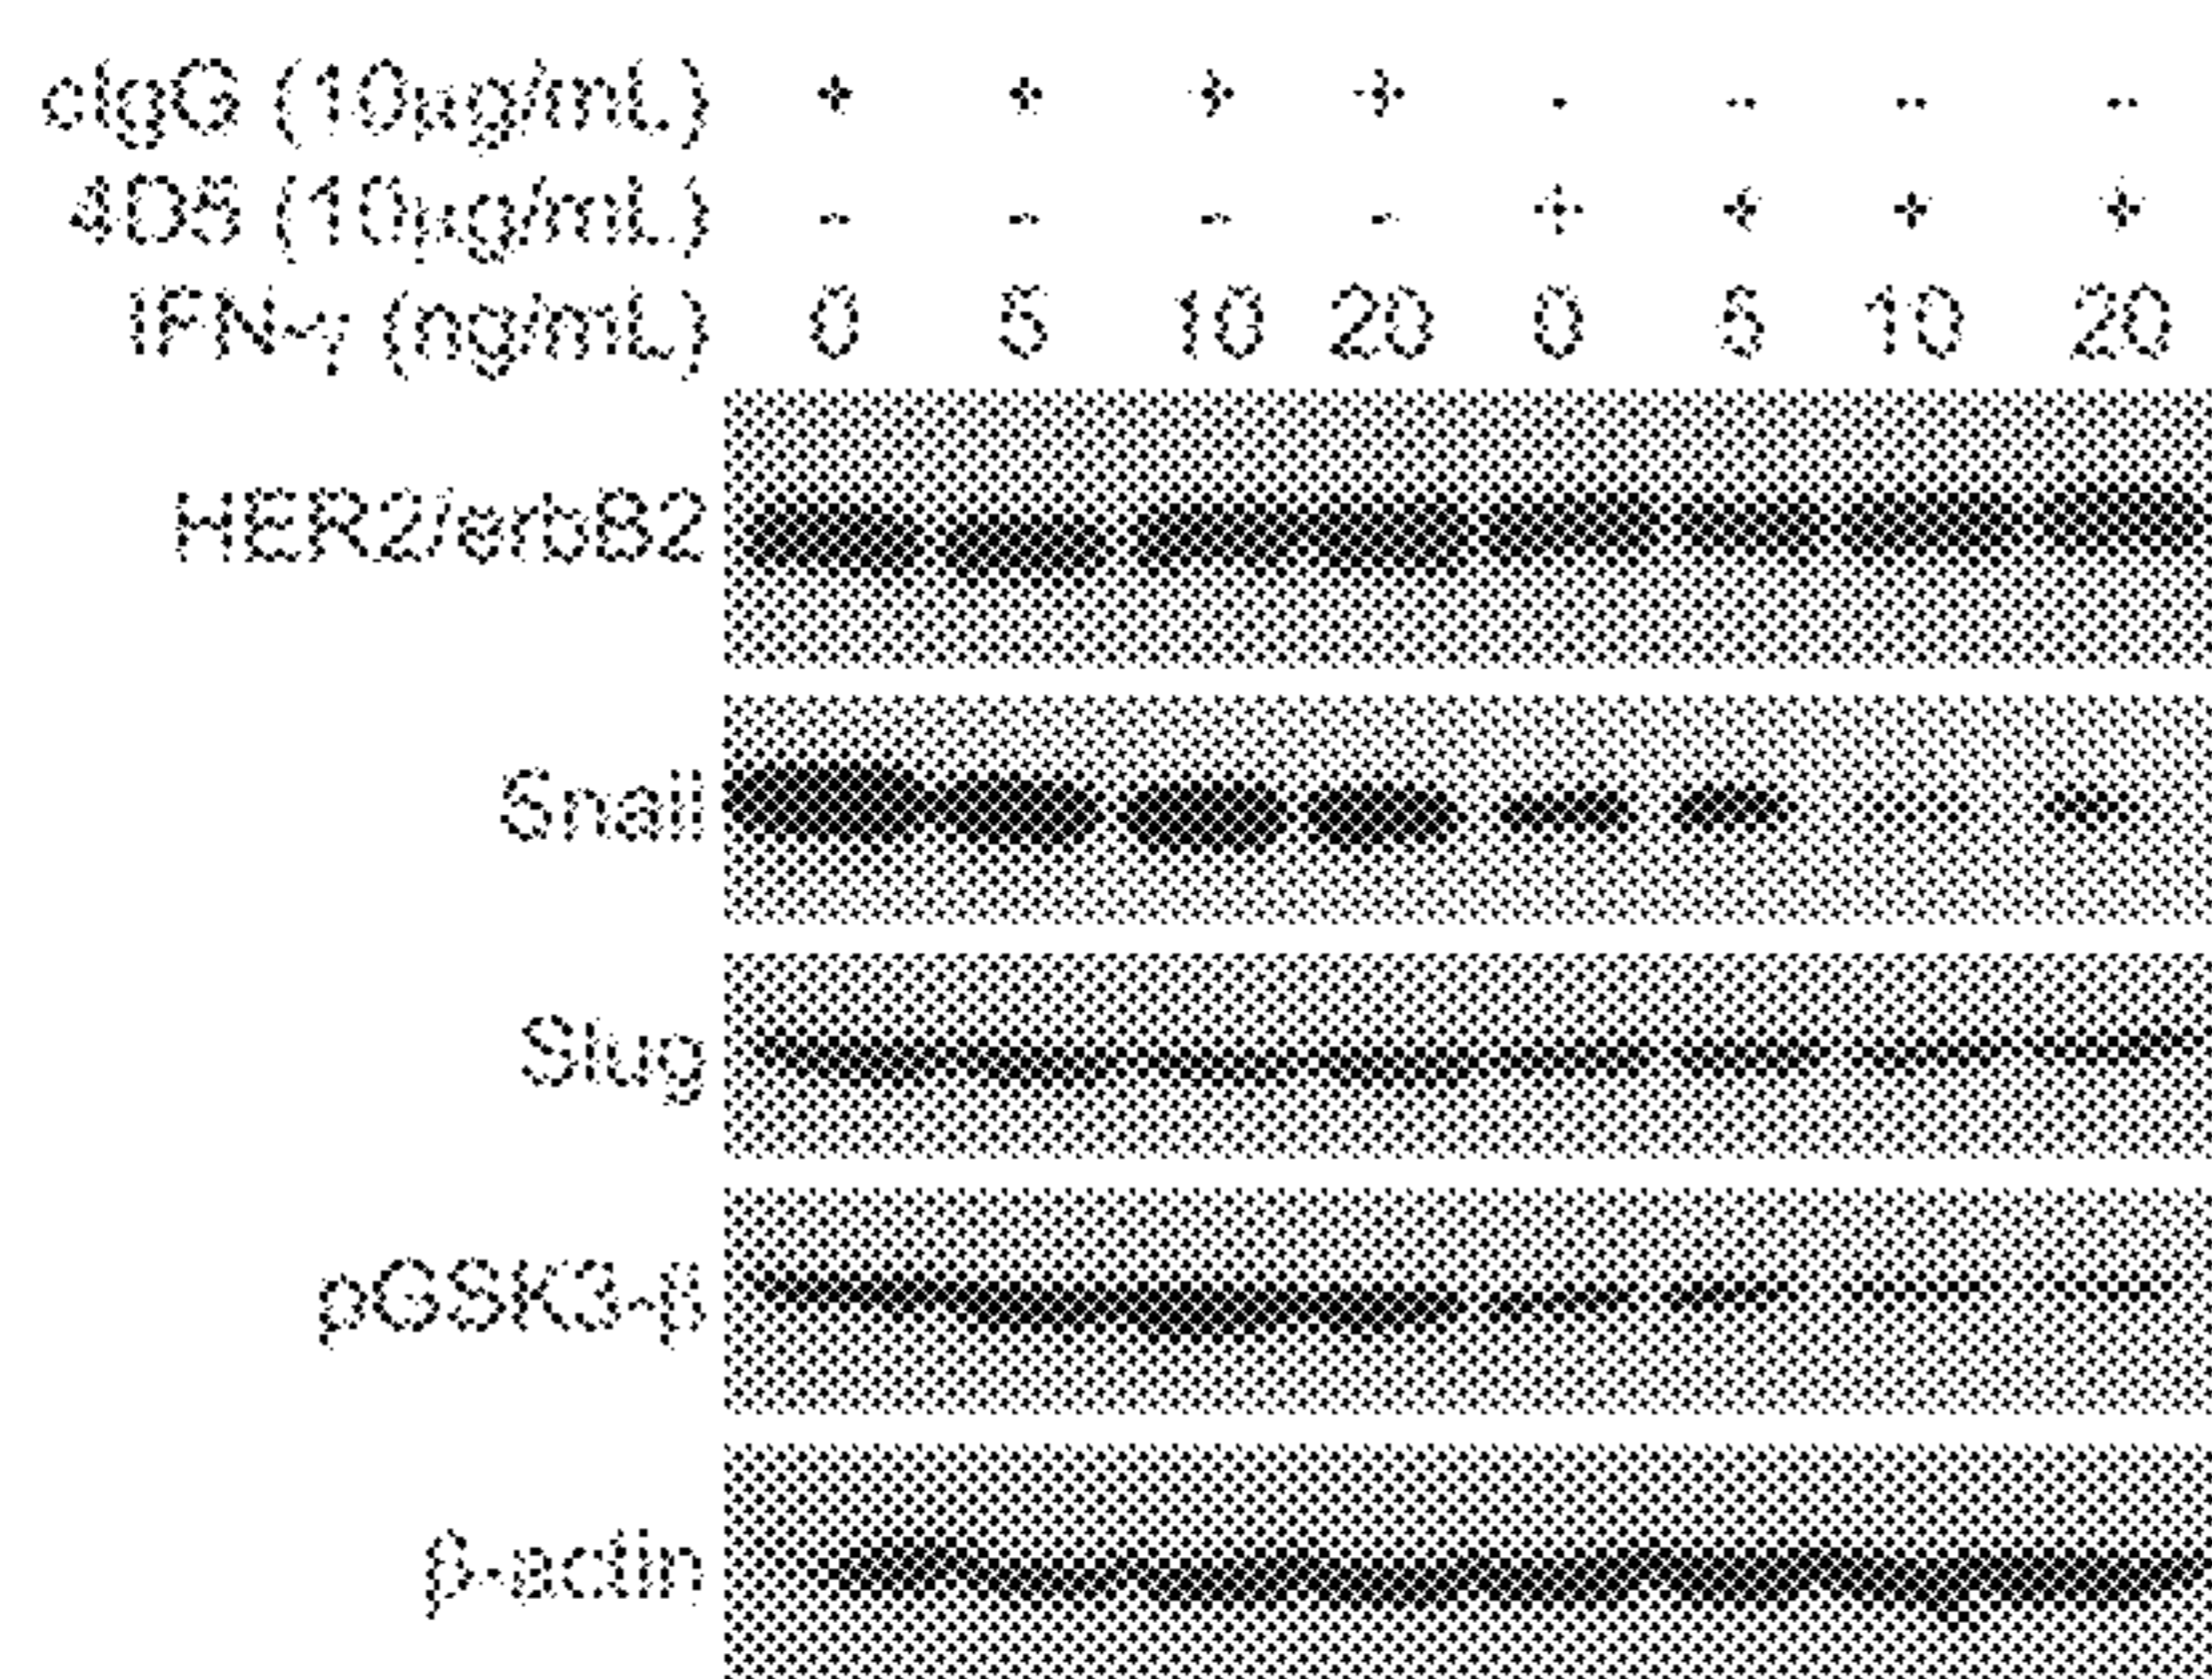 cIgG (10µg/mL) + + + + - - - -
4D5 (10µg/mL) - - - - + + + +
IFN-γ (ng/mL) 0 5 10 20 0 5 10 20
HER2/erbB2
Snail
Slug
pGSK3-β
β-actin